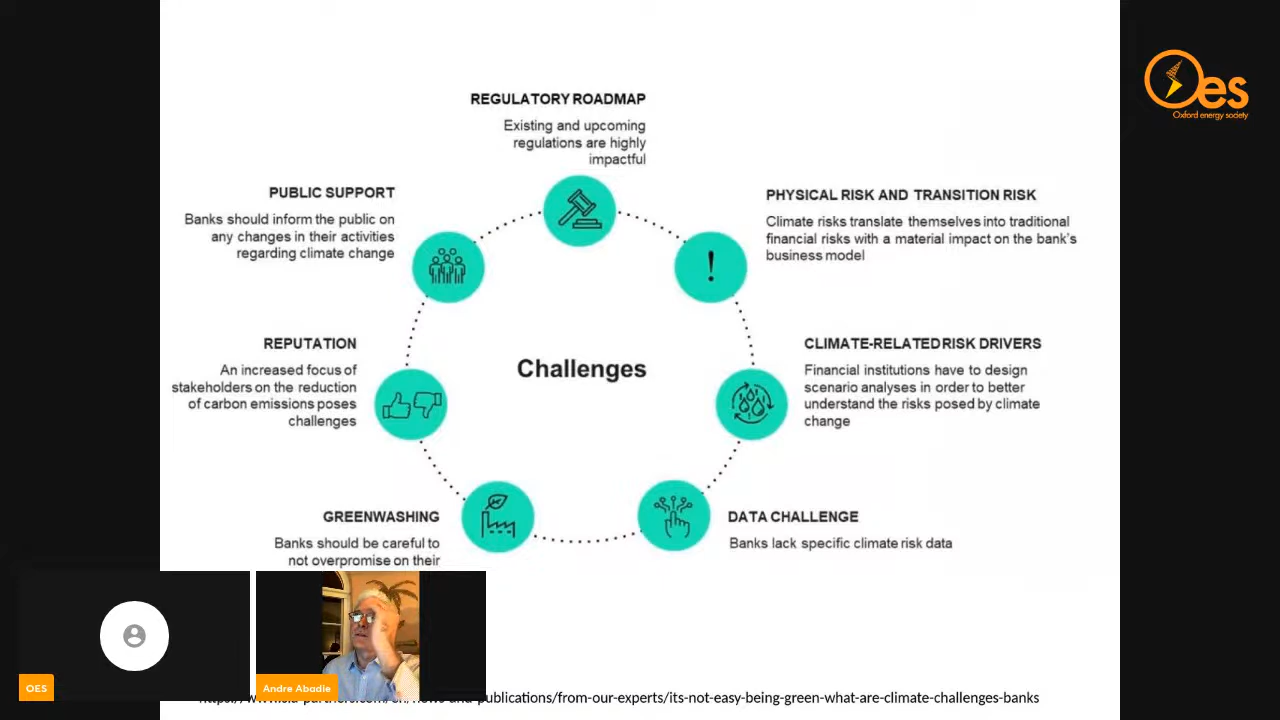 REGULATORY ROADMAP
Existing and upcoming
regulations are highly
impactful
PUBLIC SUPPORT
Banks should inform the public on
any changes in their activities
regarding climate change
PHYSICAL RISK AND TRANSITION RISK
Climate risks translate themselves into traditional
financial risks with a material impact on the bank's
business model
REPUTATION
An increased focus of
stakeholders on the reduction
of carbon emissions poses
challenges
Challenges
CLIMATE-RELATED RISK DRIVERS
Financial institutions have to design
scenario analyses in order to better
understand the risks posed by climate
change
GREENWASHING
Banks should be careful to
not overpromise on their
DATA CHALLENGE
Banks lack specific climate risk data
Oes
Oxford energy society
OES
Andre Abadie
publications/from-our-experts/its-not-easy-being-green-what-are-climate-challenges-banks